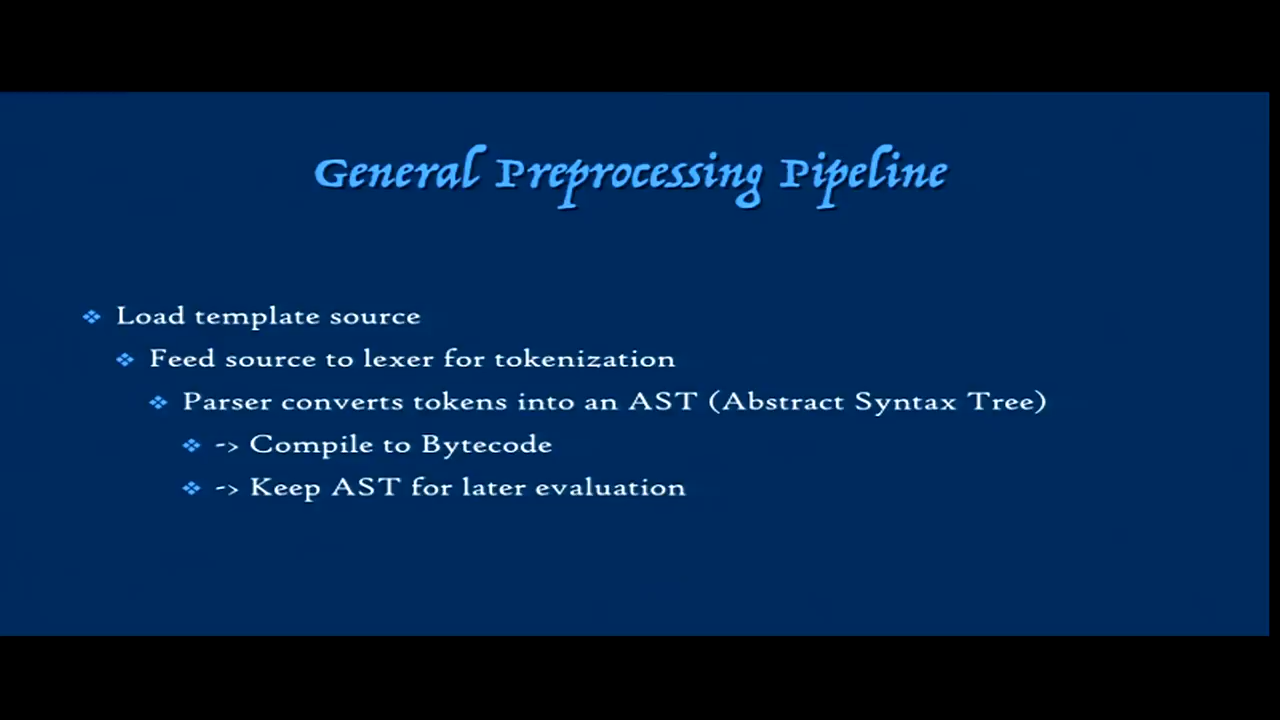 General Preprocessing Pipeline
Load template source
Feed source to lexer for tokenization
Parser converts tokens into an AST (Abstract Syntax Tree)
-> Compile to Bytecode
-> Keep AST for later evaluation